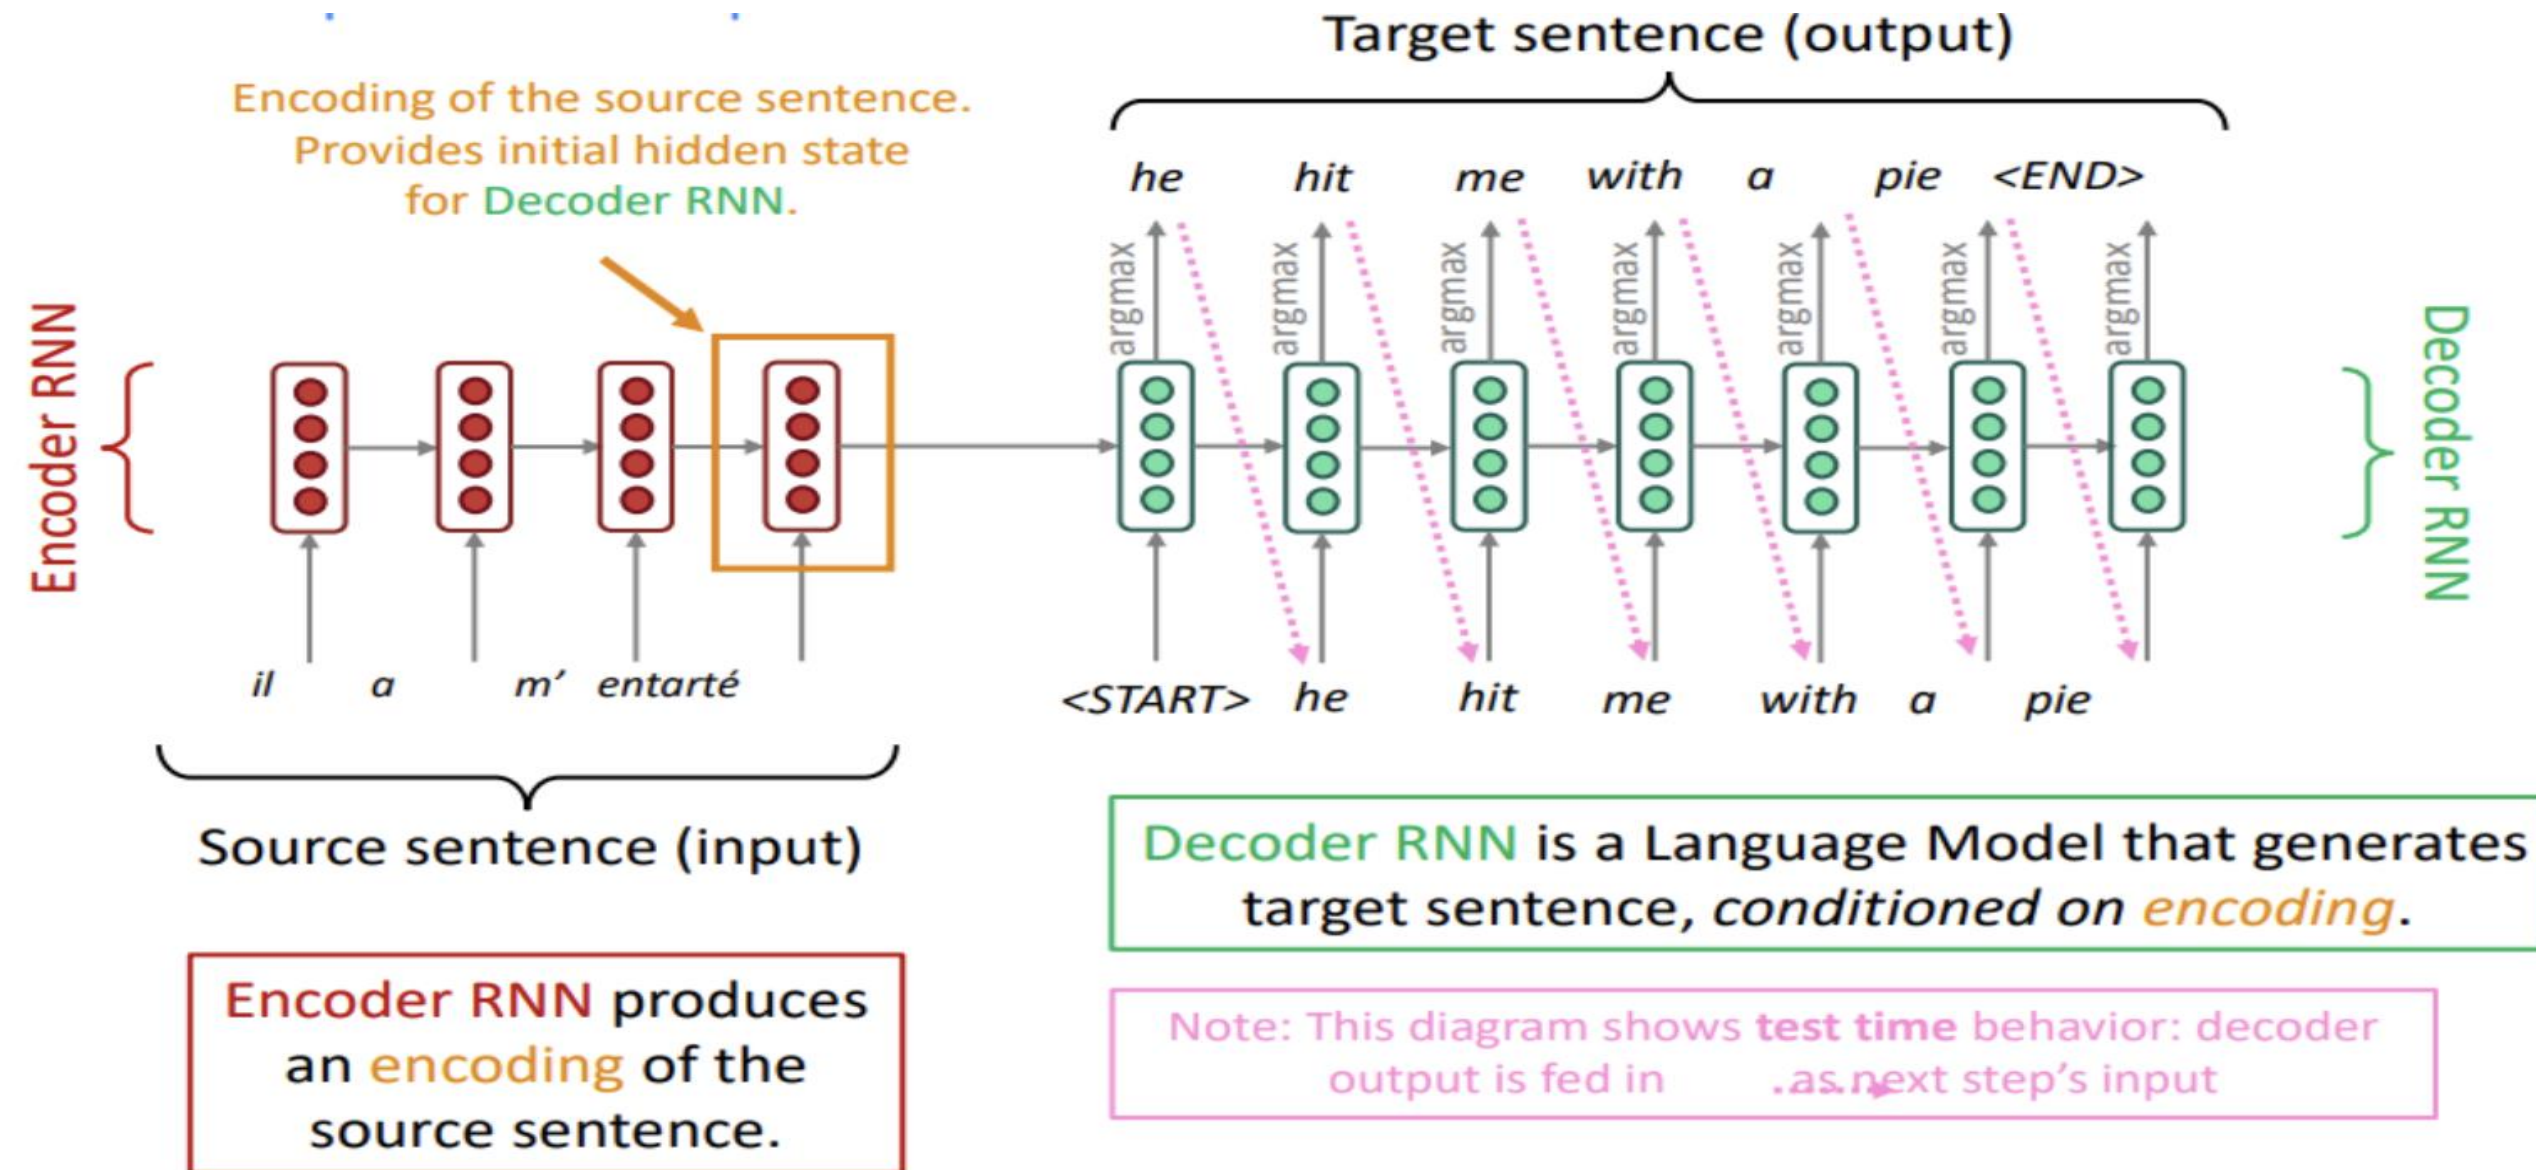 Target sentence (output)
Encoding of the source sentence.
Provides initial hidden state
for Decoder RNN.
he hit me with a pie <END>
argmax argmax argmax argmax argmax argmax argmax
Encoder RNN
Decoder RNN
il a m' entarté
<START> he hit me with a pie
Source sentence (input)
Decoder RNN is a Language Model that generates
target sentence, conditioned on encoding.
Encoder RNN produces
an encoding of the
source sentence.
Note: This diagram shows test time behavior: decoder
output is fed in as next step's input